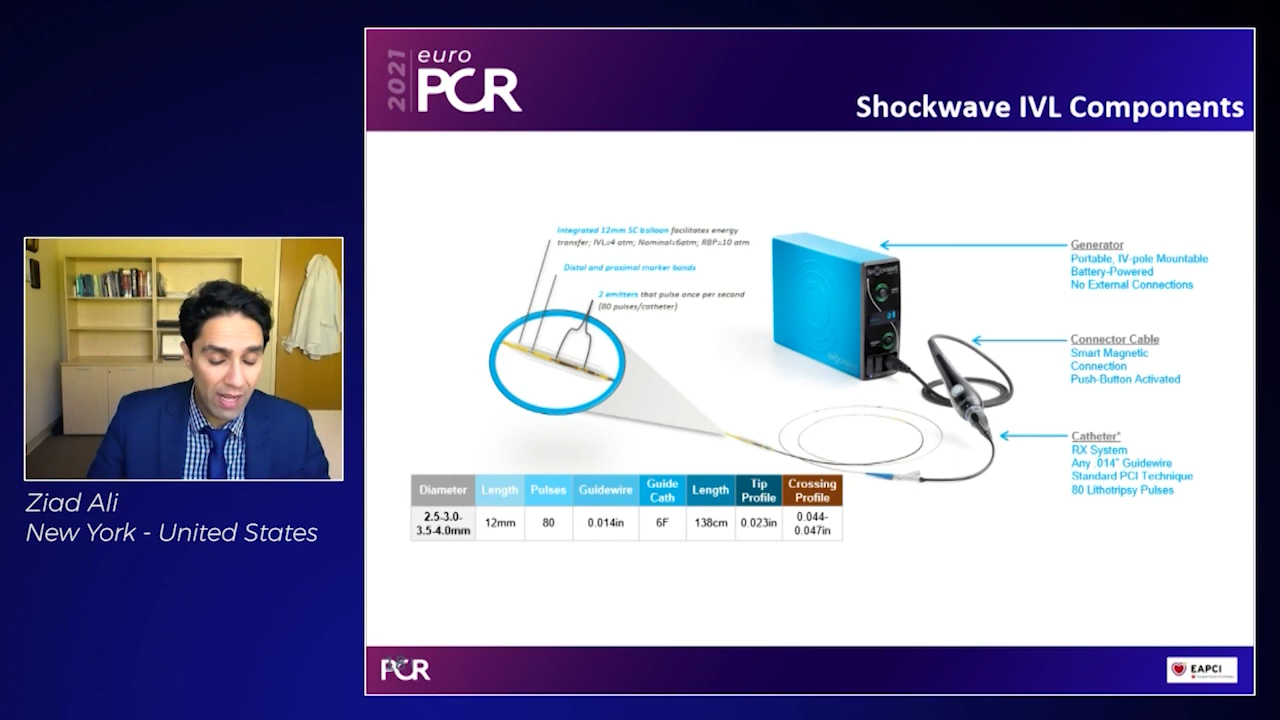 2021
euro
PCR
Shockwave IVL Components
Integrated 12mm SC balloon facilitates energy
transfer; IVL=4 atm; Nominal=6atm; RBP=10 atm
Distal and proximal marker bands
2 emitters that pulse once per second
(80 pulses/catheter)
Generator
Portable, IV-pole Mountable
Battery-Powered
No External Connections
Connector Cable
Smart Magnetic
Connection
Push-Button Activated
Catheter*
RX System
Any .014" Guidewire
Standard PCI Technique
80 Lithotripsy Pulses
Diameter Length Pulses Guidewire Guide Cath Length Tip Profile Crossing Profile
2.5-3.0-3.5-4.0mm 12mm 80 0.014in 6F 138cm 0.023in 0.044-0.047in
Ziad Ali
New York - United States
PCR
EAPCI